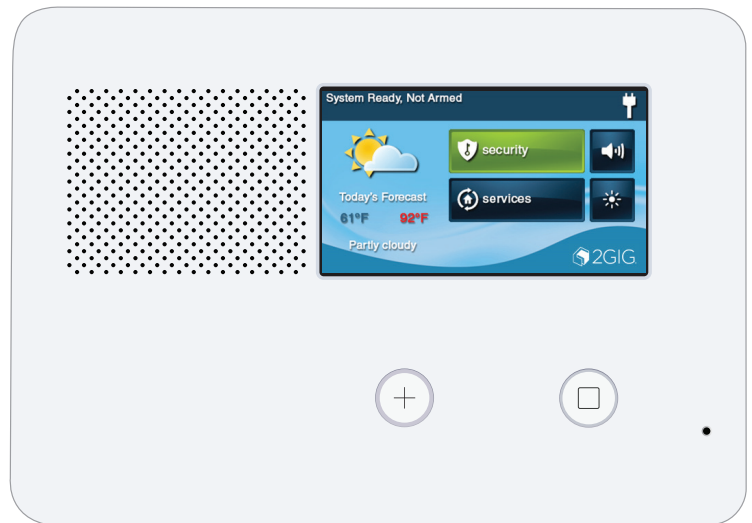 System Ready, Not Armed
security
Today's Forecast
services
61°F 92°F
Partly cloudy
2GIG